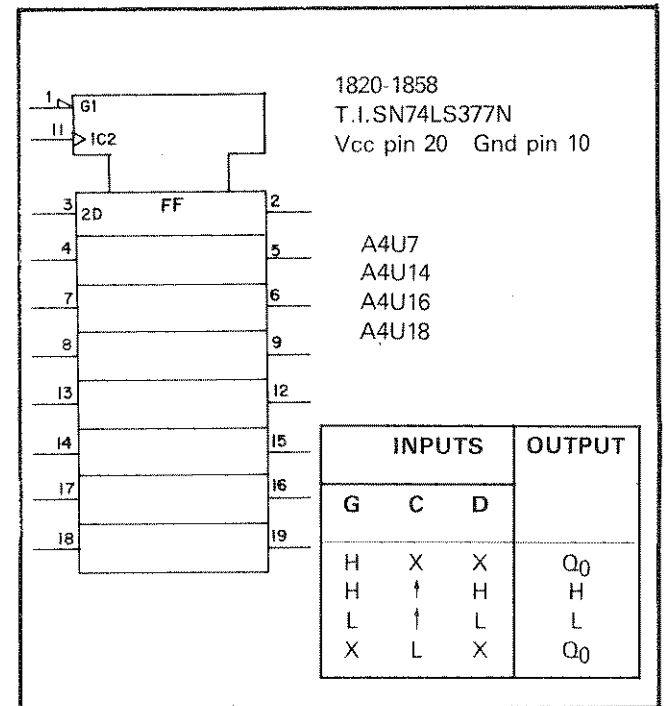 1820-1858
T.I.SN74LS377N
Vcc pin 20 Gnd pin 10
1 G1
11 1C2
FF
3 2D 2
4 5
7 6
8 9
13 12
14 15
17 16
18 19
A4U7
A4U14
A4U16
A4U18
INPUTS OUTPUT
G C D
H X X Q0
H ↑ H H
L ↑ L L
X L X Q0